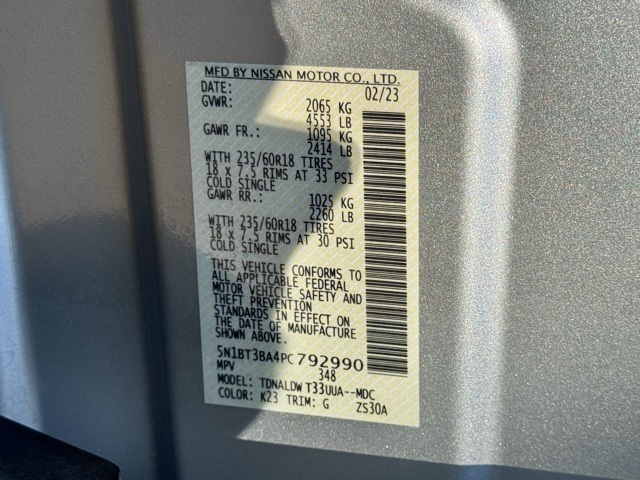 MFD BY NISSAN MOTOR CO., LTD.
DATE: 02/23
GVWR: 2065 KG
4553 LB
GAWR FR.: 1095 KG
2414 LB
WITH 235/60R18 TIRES
18 x 7.5 RIMS AT 33 PSI
COLD SINGLE
GAWR RR.: 1025 KG
2260 LB
WITH 235/60R18 TIRES
18 x 7.5 RIMS AT 30 PSI
COLD SINGLE
THIS VEHICLE CONFORMS TO
ALL APPLICABLE FEDERAL
MOTOR VEHICLE SAFETY AND
THEFT PREVENTION
STANDARDS IN EFFECT ON
THE DATE OF MANUFACTURE
SHOWN ABOVE.
5N1BT3BA4PC792990
MPV 348
MODEL: TDNALDW T33UUA--MDC
COLOR: K23 TRIM: G ZS30A